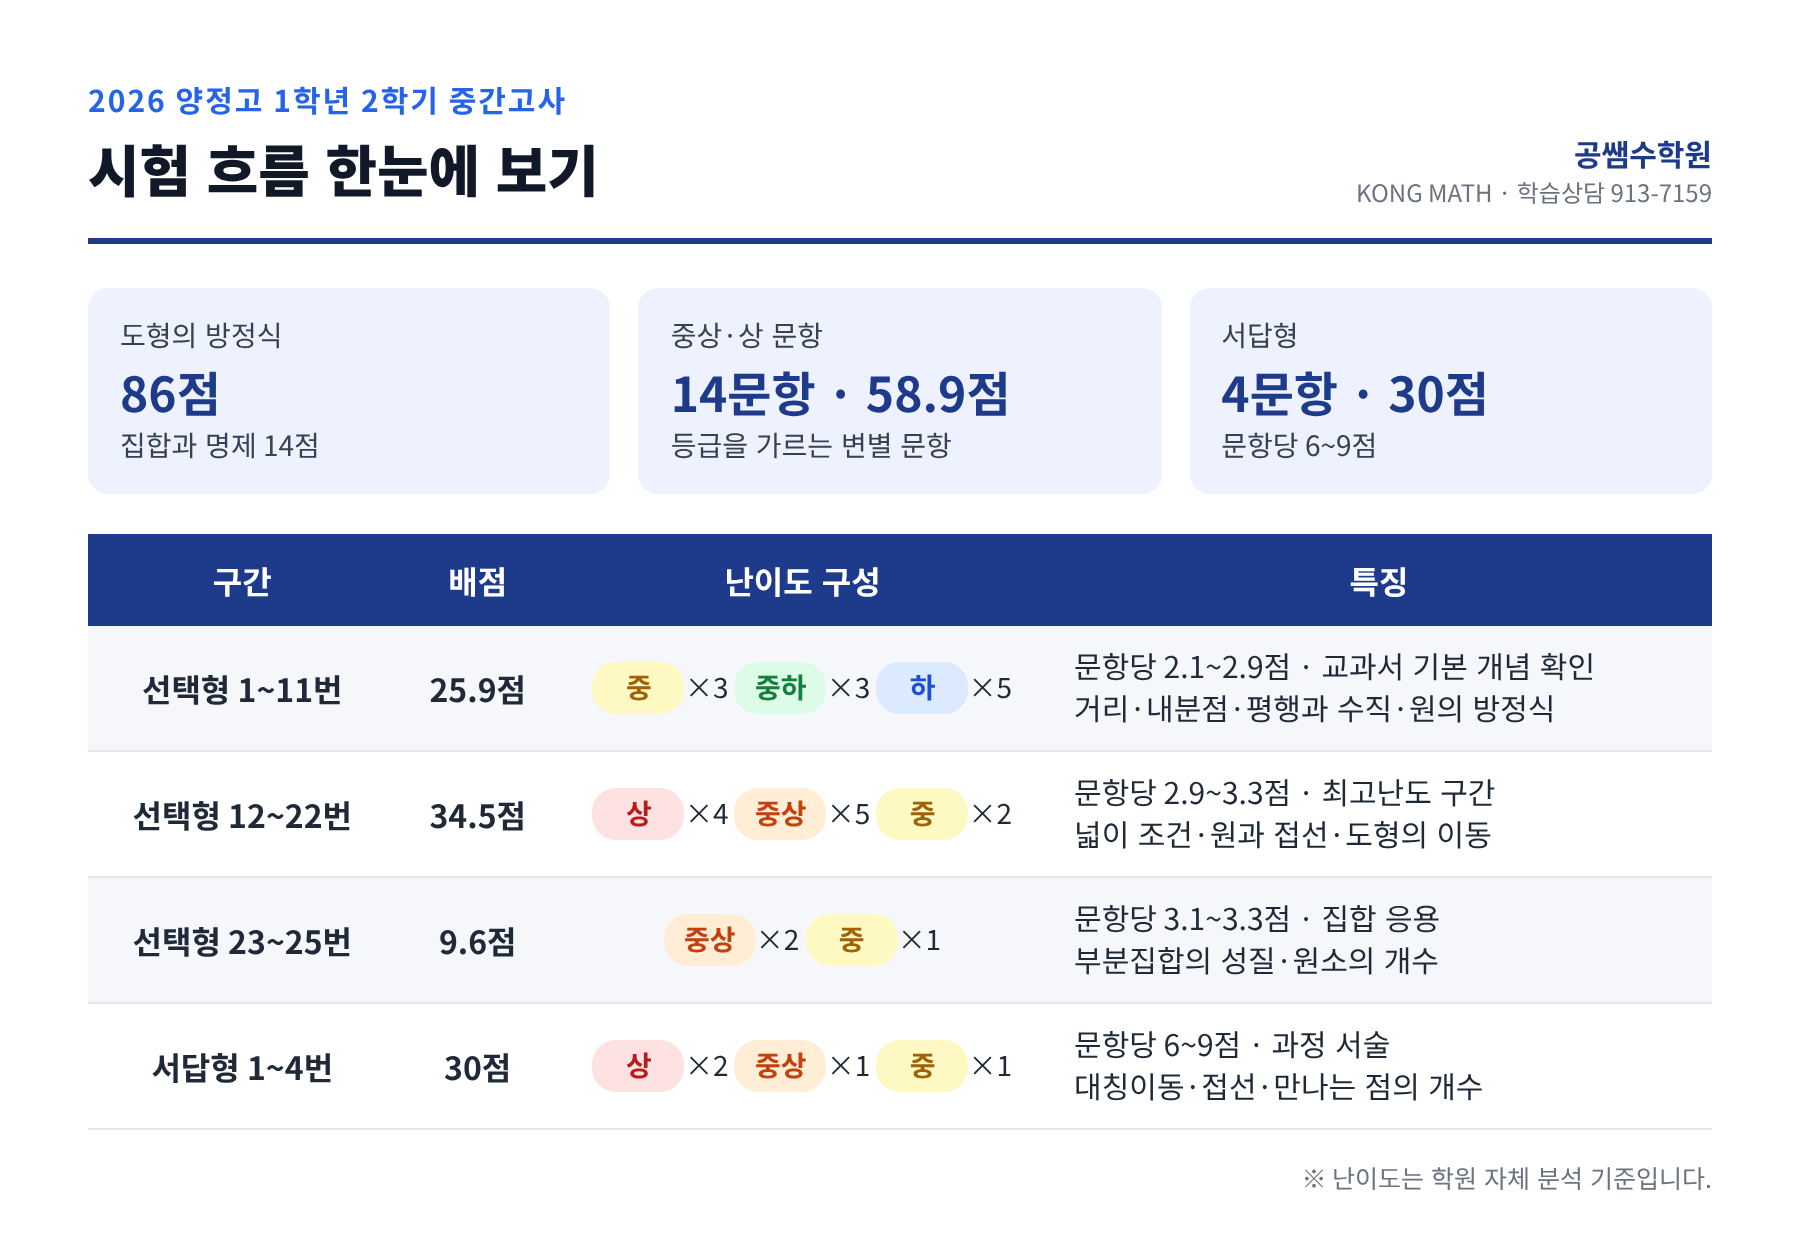 2026 양정고 1학년 2학기 중간고사
시험 흐름 한눈에 보기
공쌤수학원
KONG MATH · 학습상담 913-7159
도형의 방정식
86점
집합과 명제 14점
중상·상 문항
14문항 · 58.9점
등급을 가르는 변별 문항
서답형
4문항 · 30점
문항당 6~9점
구간 배점 난이도 구성 특징
선택형 1~11번 25.9점 중 ×3 중하 ×3 하 ×5
문항당 2.1~2.9점 · 교과서 기본 개념 확인
거리·내분점·평행과 수직·원의 방정식
선택형 12~22번 34.5점 상 ×4 중상 ×5 중 ×2
문항당 2.9~3.3점 · 최고난도 구간
넓이 조건·원과 접선·도형의 이동
선택형 23~25번 9.6점 중상 ×2 중 ×1
문항당 3.1~3.3점 · 집합 응용
부분집합의 성질·원소의 개수
서답형 1~4번 30점 상 ×2 중상 ×1 중 ×1
문항당 6~9점 · 과정 서술
대칭이동·접선·만나는 점의 개수
※ 난이도는 학원 자체 분석 기준입니다.